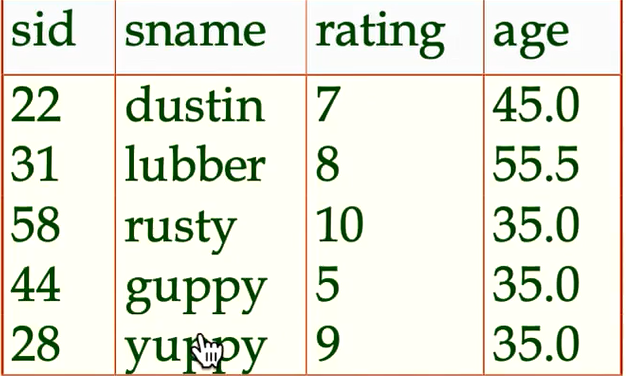 sid sname rating age
22 dustin 7 45.0
31 lubber 8 55.5
58 rusty 10 35.0
44 guppy 5 35.0
28 yuppy 9 35.0